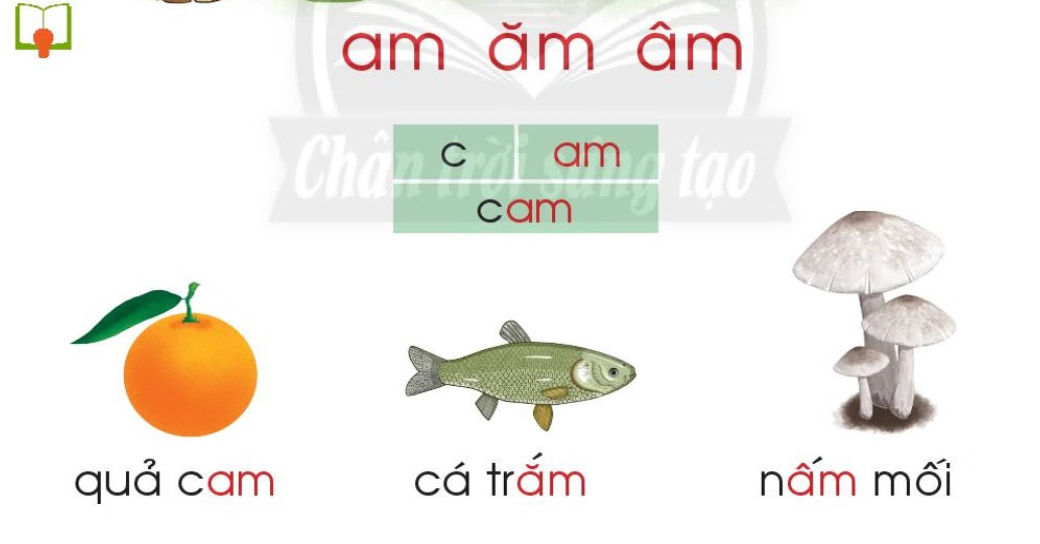 am ăm âm
Chân trời sáng tạo
c am
cam
quả cam cá trắm nấm mối